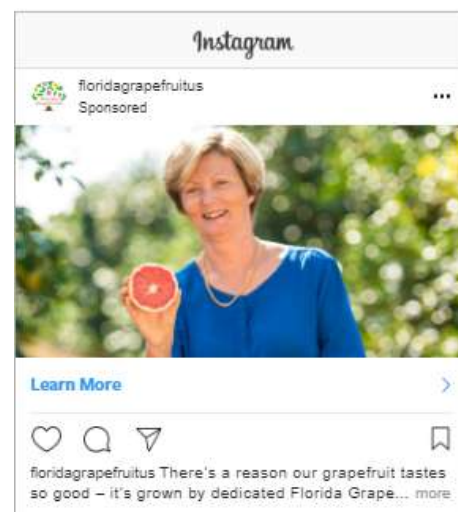 Instagram
floridagrapefruitus
Sponsored
Learn More
floridagrapefruitus There's a reason our grapefruit tastes
so good – it's grown by dedicated Florida Grape... more